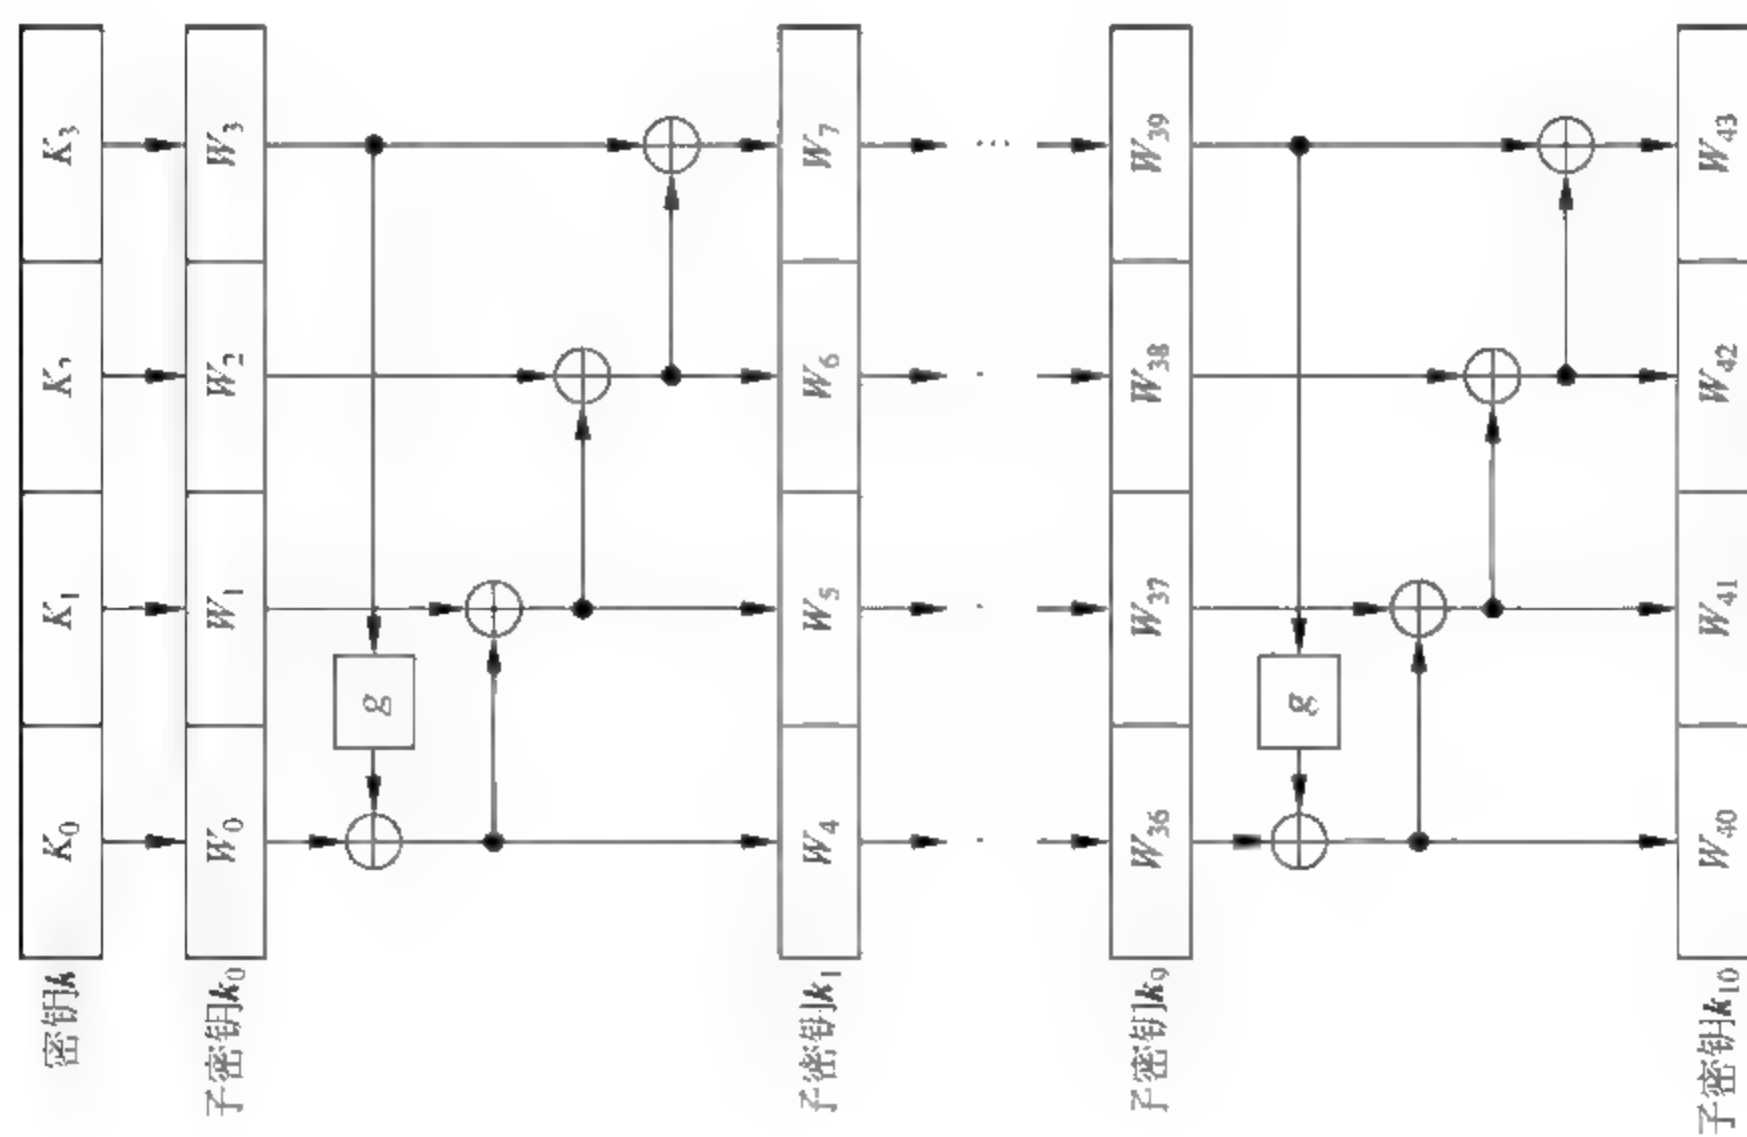 密钥k
K₀ K₁ K₂ K₃
子密钥k₀
W₀ W₁ W₂ W₃
g
子密钥k₁
W₄ W₅ W₆ W₇
...
子密钥k₉
W₃₆ W₃₇ W₃₈ W₃₉
g
子密钥k₁₀
W₄₀ W₄₁ W₄₂ W₄₃